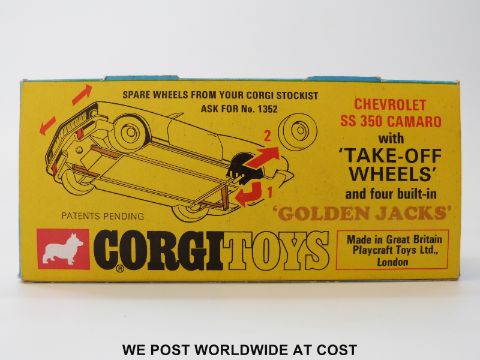 SPARE WHEELS FROM YOUR CORGI STOCKIST
ASK FOR No. 1352
2
1
PATENTS PENDING
CHEVROLET
SS 350 CAMARO
with
'TAKE-OFF
WHEELS'
and four built-in
'GOLDEN JACKS'
®CORGITOYS
Made in Great Britain
Playcraft Toys Ltd.,
London
WE POST WORLDWIDE AT COST